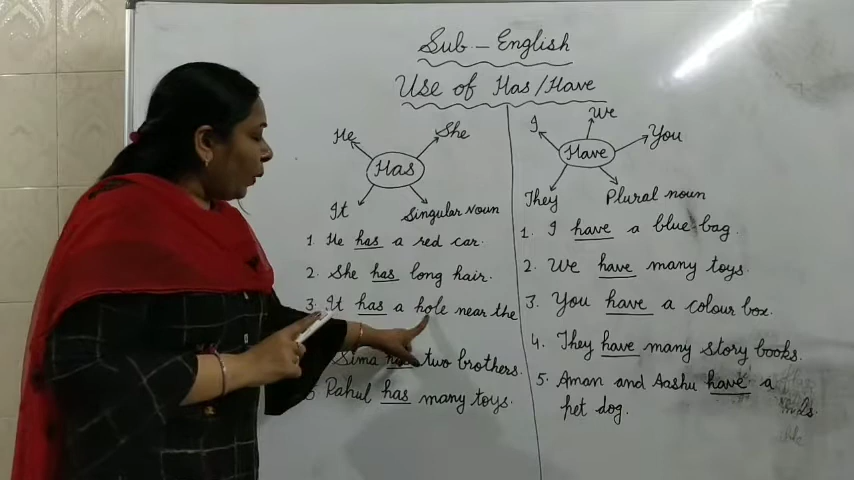 Sub - English
Use of Has/Have
He
She
Has
It
Singular Noun
1. He has a red car.
2. She has long hair.
3. It has a hole near the
Sima two brothers.
Rahul has many toys.
I
We
You
Have
They
Plural noun
1. I have a blue bag.
2. We have many toys.
3. You have a colour box.
4. They have many story books.
5. Aman and Aashu have a
pet dog.